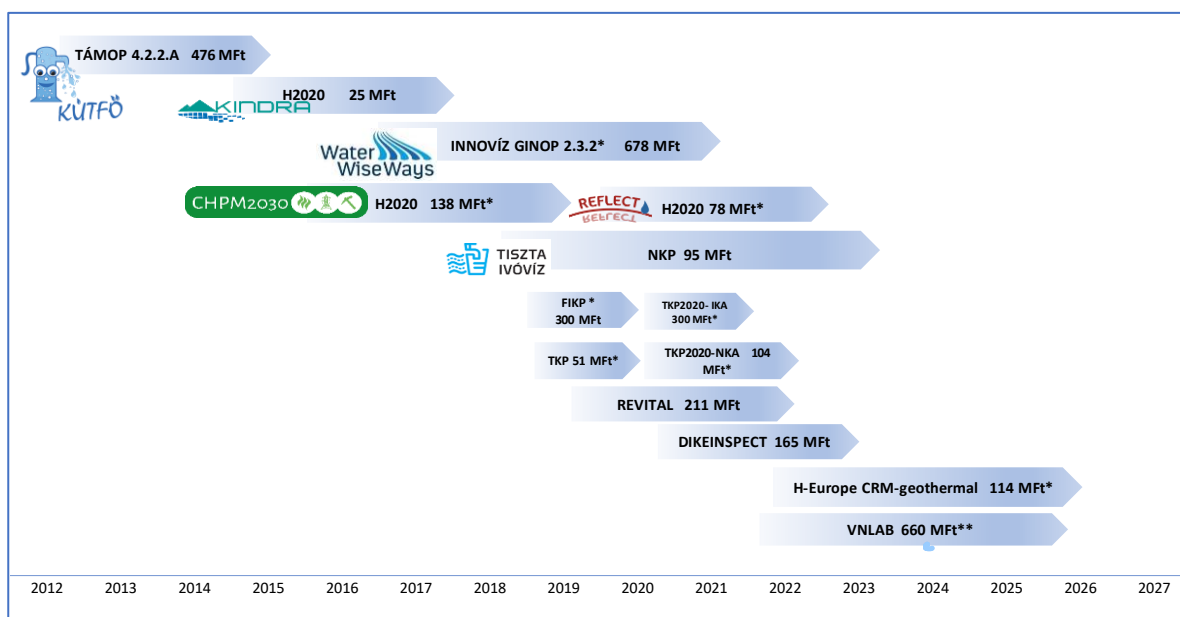 TÁMOP 4.2.2.A 476 MFt
KÚTFŐ
H2020 25 MFt
KINDRA
INNOVÍZ GINOP 2.3.2* 678 MFt
Water
WiseWays
CHPM2030
H2020 138 MFt*
REFLECT
REFLECT
H2020 78 MFt*
TISZTA
IVÓVÍZ
NKP 95 MFt
FIKP *
300 MFt
TKP2020- IKA
300 MFt*
TKP 51 MFt*
TKP2020-NKA 104
MFt*
REVITAL 211 MFt
DIKEINSPECT 165 MFt
H-Europe CRM-geothermal 114 MFt*
VNLAB 660 MFt**
2012 2013 2014 2015 2016 2017 2018 2019 2020 2021 2022 2023 2024 2025 2026 2027